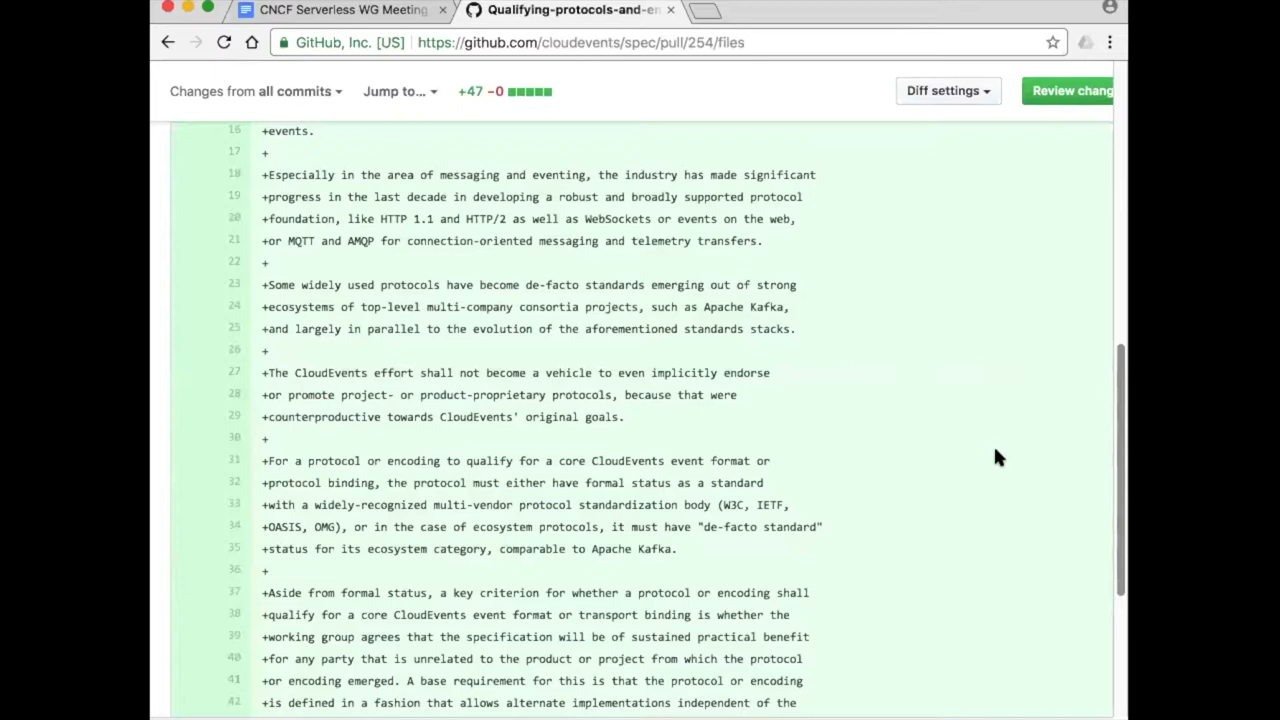 CNCF Serverless WG Meeting
Qualifying-protocols-and-en
GitHub, Inc. [US]
https://github.com/cloudevents/spec/pull/254/files
Changes from all commits
Jump to...
+47 −0
Diff settings
Review chang
16 +events.
17 +
18 +Especially in the area of messaging and eventing, the industry has made significant
19 +progress in the last decade in developing a robust and broadly supported protocol
20 +foundation, like HTTP 1.1 and HTTP/2 as well as WebSockets or events on the web,
21 +or MQTT and AMQP for connection-oriented messaging and telemetry transfers.
22 +
23 +Some widely used protocols have become de-facto standards emerging out of strong
24 +ecosystems of top-level multi-company consortia projects, such as Apache Kafka,
25 +and largely in parallel to the evolution of the aforementioned standards stacks.
26 +
27 +The CloudEvents effort shall not become a vehicle to even implicitly endorse
28 +or promote project- or product-proprietary protocols, because that were
29 +counterproductive towards CloudEvents' original goals.
30 +
31 +For a protocol or encoding to qualify for a core CloudEvents event format or
32 +protocol binding, the protocol must either have formal status as a standard
33 +with a widely-recognized multi-vendor protocol standardization body (W3C, IETF,
34 +OASIS, OMG), or in the case of ecosystem protocols, it must have "de-facto standard"
35 +status for its ecosystem category, comparable to Apache Kafka.
36 +
37 +Aside from formal status, a key criterion for whether a protocol or encoding shall
38 +qualify for a core CloudEvents event format or transport binding is whether the
39 +working group agrees that the specification will be of sustained practical benefit
40 +for any party that is unrelated to the product or project from which the protocol
41 +or encoding emerged. A base requirement for this is that the protocol or encoding
42 +is defined in a fashion that allows alternate implementations independent of the